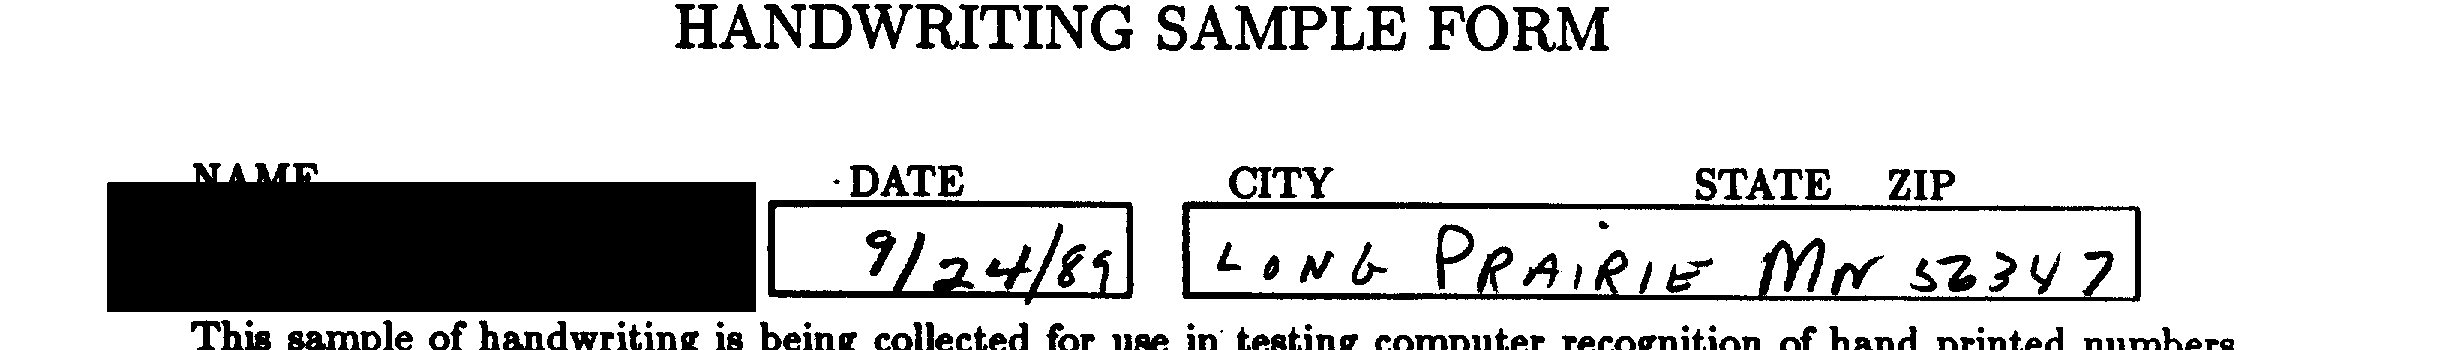 HANDWRITING SAMPLE FORM
NAME DATE CITY STATE ZIP
9/24/89 LONG PRAIRIE MN 56347
This sample of handwriting is being collected for use in testing computer recognition of hand printed numbers